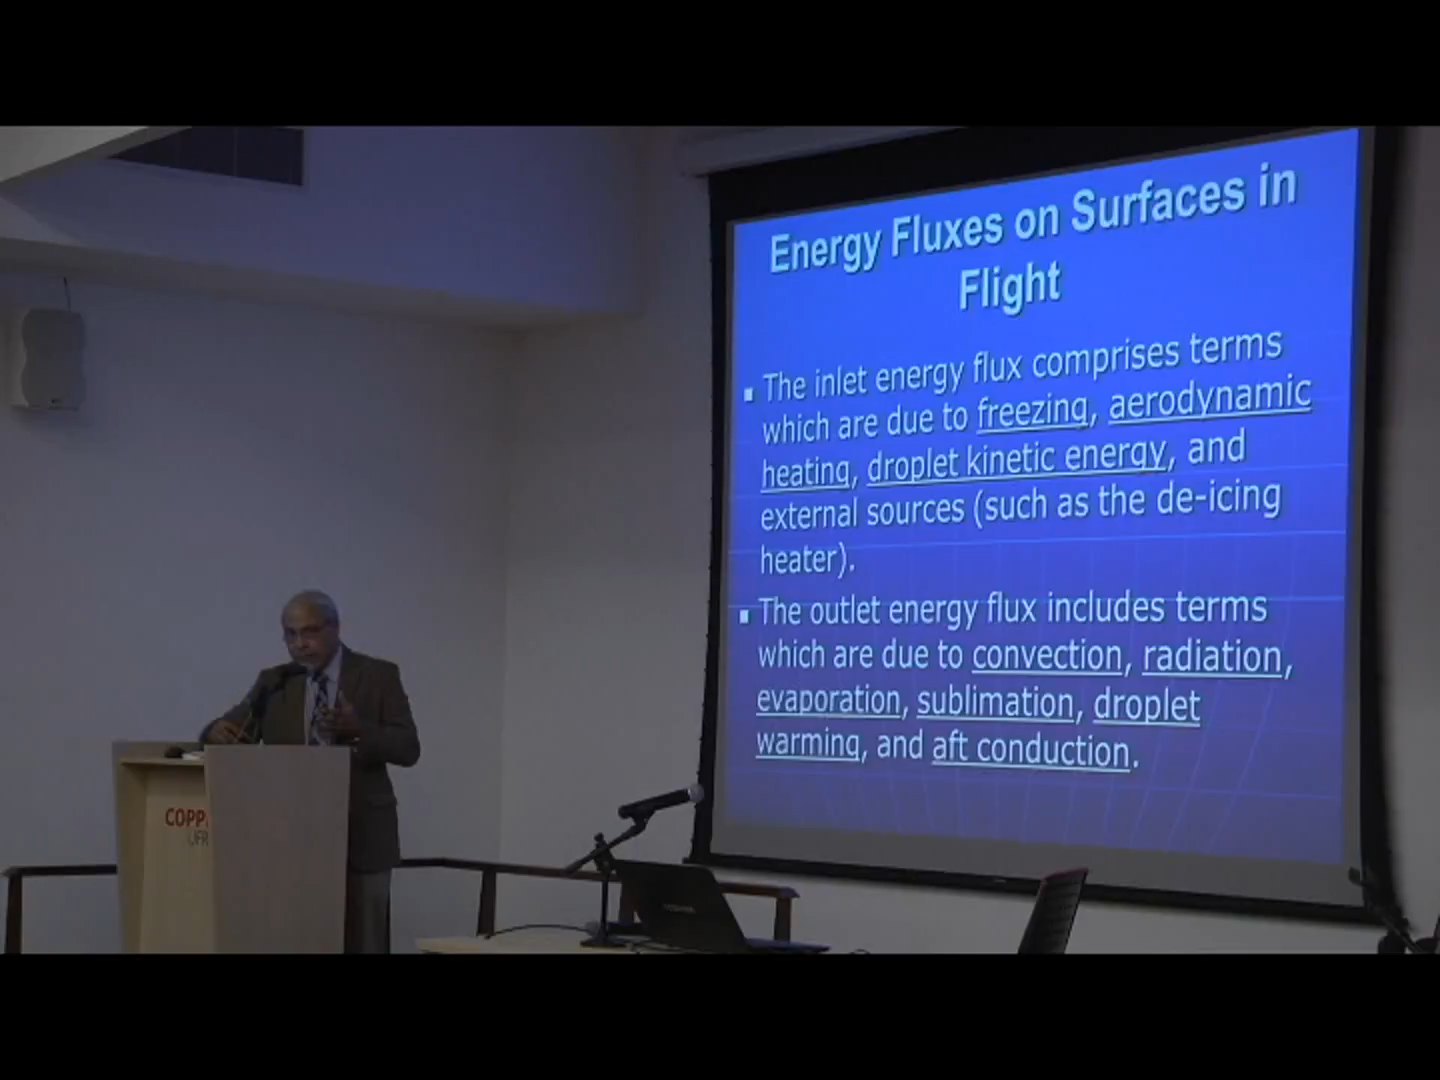 Energy Fluxes on Surfaces in
Flight
The inlet energy flux comprises terms
which are due to freezing, aerodynamic
heating, droplet kinetic energy, and
external sources (such as the de-icing
heater).
The outlet energy flux includes terms
which are due to convection, radiation,
evaporation, sublimation, droplet
warming, and aft conduction.
COPP
UFR